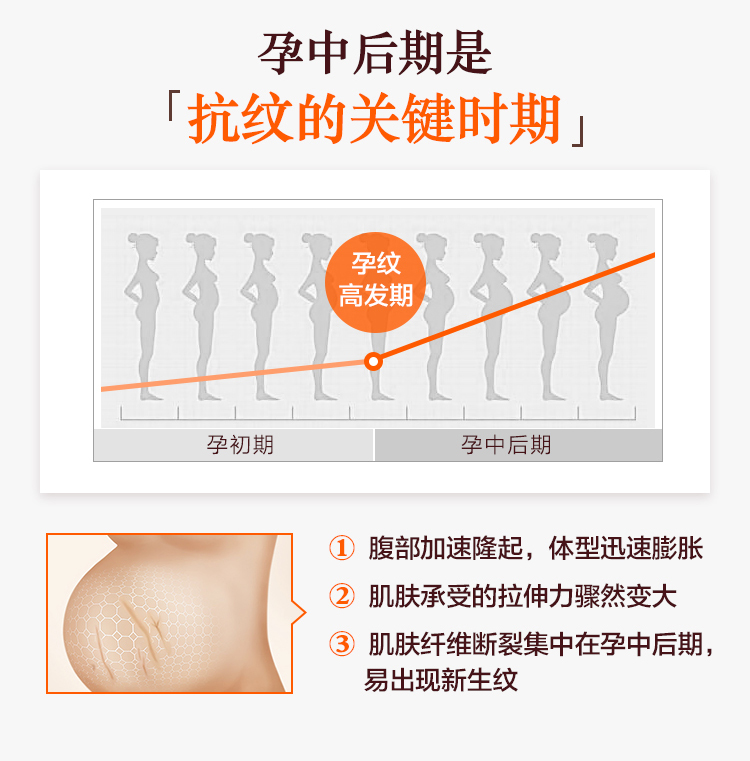 孕中后期是
「抗纹的关键时期」
孕纹
高发期
孕初期
孕中后期
① 腹部加速隆起，体型迅速膨胀
② 肌肤承受的拉伸力骤然变大
③ 肌肤纤维断裂集中在孕中后期，
易出现新生纹